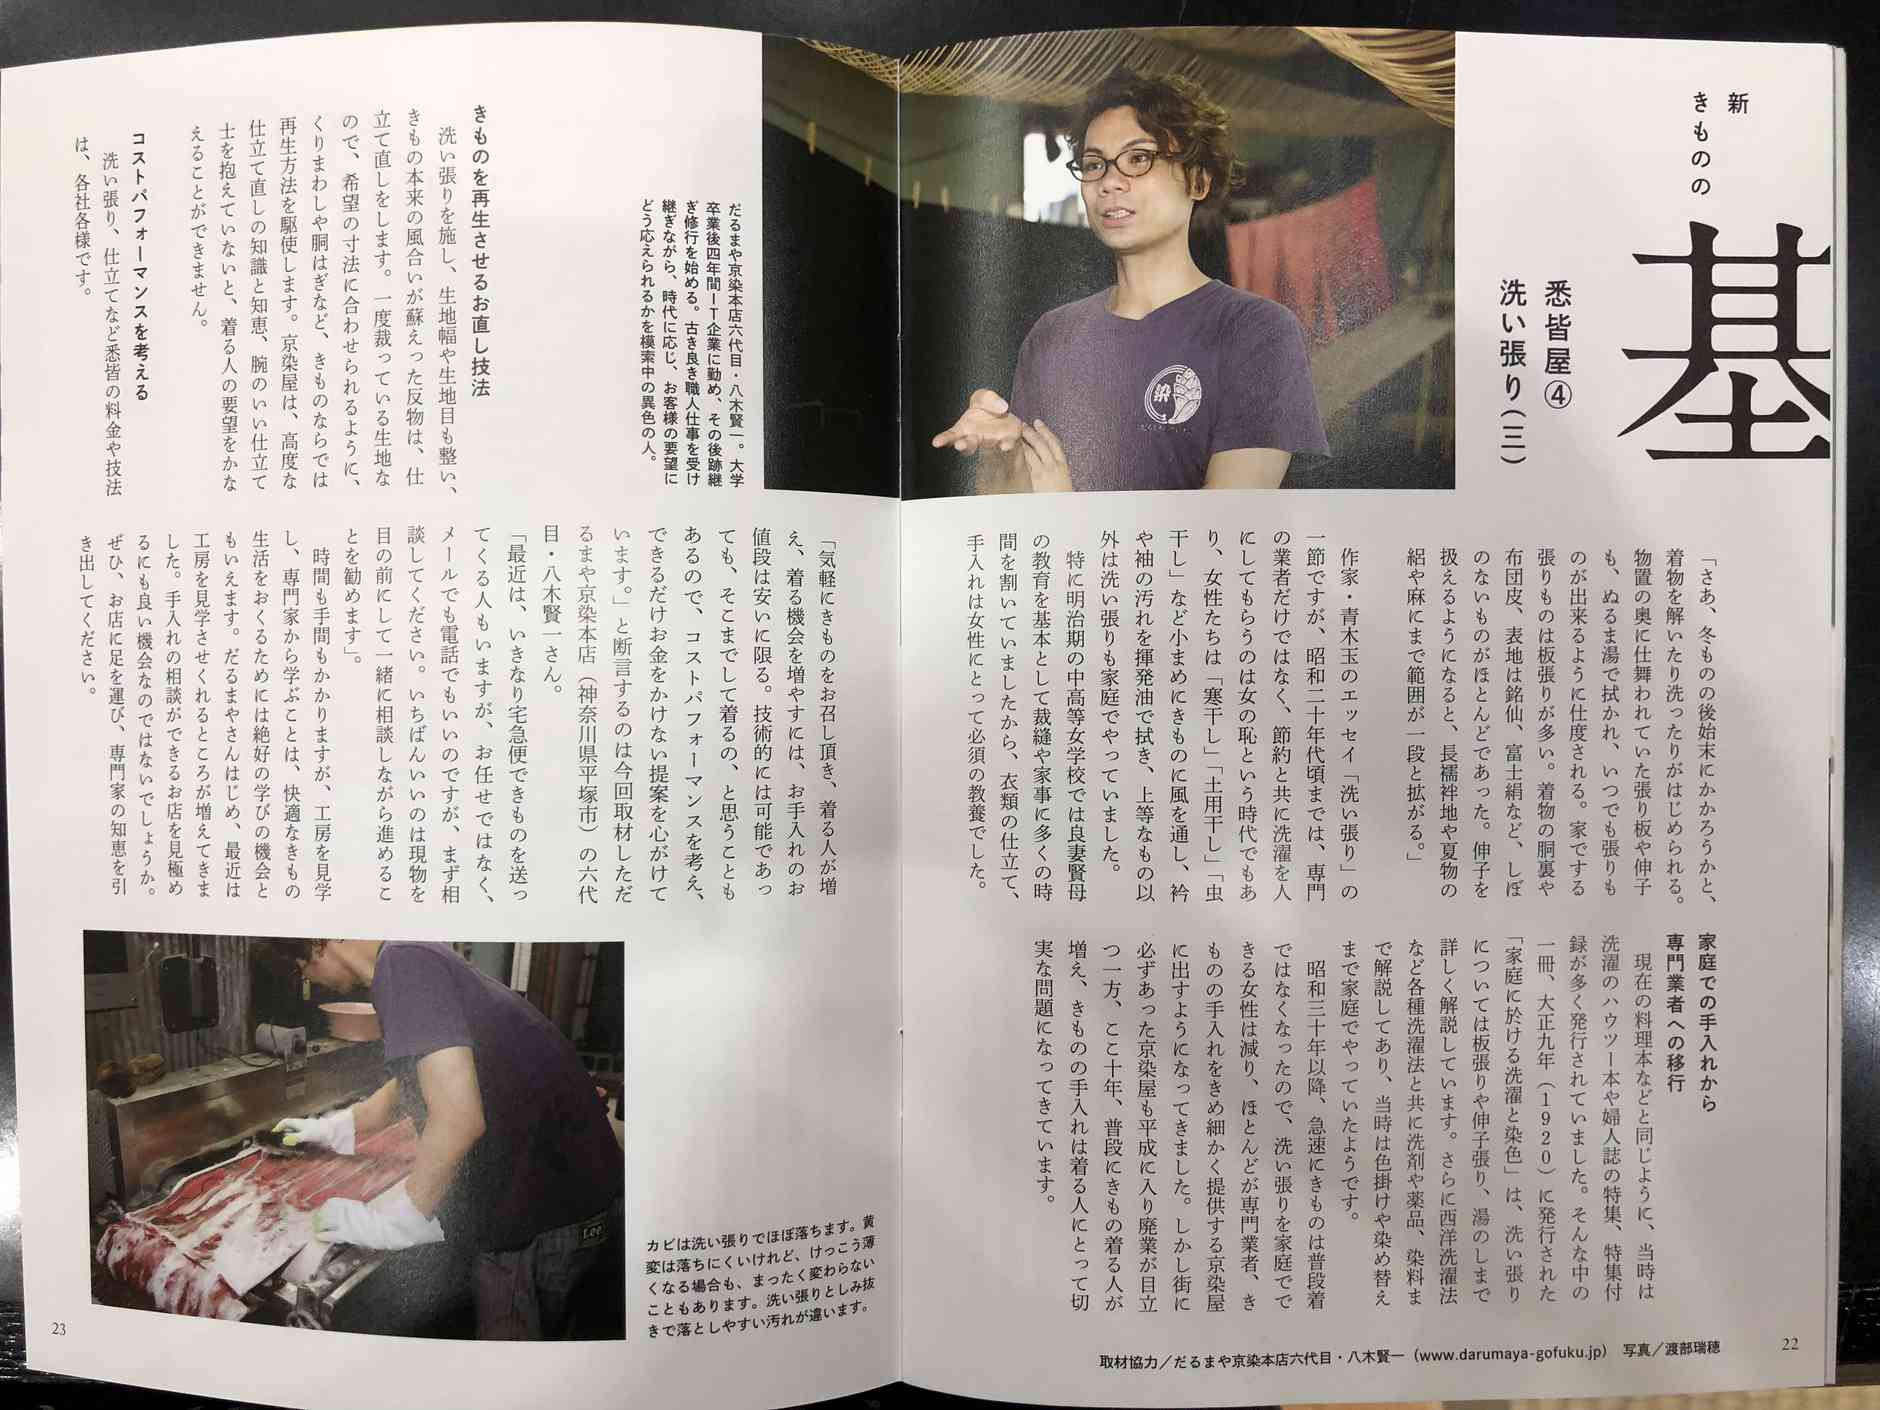 新
きものの
基
悉皆屋④
洗い張り(三)
「さあ、冬ものの後始末にかかろうかと、
着物を解いたり洗ったりがはじめられる。
物置の奥に仕舞われていた張り板や伸子
も、ぬるま湯で拭かれ、いつでも張りも
のが出来るように仕度される。家でする
張りものは板張りが多い。着物の胴裏や
布団皮、表地は銘仙、富士絹など、しぼ
のないものがほとんどであった。伸子を
扱えるようになると、長襦袢地や夏物の
絽や麻にまで範囲が一段と拡がる。」
作家・青木玉のエッセイ「洗い張り」の
一節ですが、昭和二十年代頃までは、専門
の業者だけではなく、節約と共に洗濯を人
にしてもらうのは女の恥という時代でもあ
り、女性たちは「寒干し」「土用干し」「虫
干し」など小まめにきものに風を通し、衿
や袖の汚れを揮発油で拭き、上等なもの以
外は洗い張りも家庭でやっていました。
特に明治期の中高等女学校では良妻賢母
の教育を基本として裁縫や家事に多くの時
間を割いていましたから、衣類の仕立て、
手入れは女性にとって必須の教養でした。
家庭での手入れから
専門業者への移行
現在の料理本などと同じように、当時は
洗濯のハウツー本や婦人誌の特集、特集付
録が多く発行されていました。そんな中の
一冊、大正九年(1920)に発行された
「家庭に於ける洗濯と染色」は、洗い張り
については板張りや伸子張り、湯のしまで
詳しく解説しています。さらに西洋洗濯法
など各種洗濯法と共に洗剤や薬品、染料ま
で解説してあり、当時は色掛けや染め替え
まで家庭でやっていたようです。
昭和三十年以降、急速にきものは普段着
ではなくなったので、洗い張りを家庭でで
きる女性は減り、ほとんどが専門業者、き
ものの手入れをきめ細かく提供する京染屋
に出すようになってきました。しかし街に
必ずあった京染屋も平成に入り廃業が目立
つ一方、ここ十年、普段にきもの着る人が
増え、きものの手入れは着る人にとって切
実な問題になってきています。
取材協力／だるまや京染本店六代目・八木賢一(www.darumaya-gofuku.jp) 写真／渡部瑞穂
22
染
だるまや京染本店六代目・八木賢一。大学
卒業後四年間IT企業に勤め、その後跡継
ぎ修行を始める。古き良き職人仕事を受け
継ぎながら、時代に応じ、お客様の要望に
どう応えられるかを模索中の異色の人。
きものを再生させるお直し技法
洗い張りを施し、生地幅や生地目も整い、
きもの本来の風合いが蘇えった反物は、仕
立て直しをします。一度裁っている生地な
ので、希望の寸法に合わせられるように、
くりまわしや胴はぎなど、きものならでは
再生方法を駆使します。京染屋は、高度な
仕立て直しの知識と知恵、腕のいい仕立て
士を抱えていないと、着る人の要望をかな
えることができません。
コストパフォーマンスを考える
洗い張り、仕立てなど悉皆の料金や技法
は、各社各様です。
「気軽にきものをお召し頂き、着る人が増
え、着る機会を増やすには、お手入れのお
値段は安いに限る。技術的には可能であっ
ても、そこまでして着るの、と思うことも
あるので、コストパフォーマンスを考え、
できるだけお金をかけない提案を心がけて
います。」と断言するのは今回取材しただ
るまや京染本店(神奈川県平塚市)の六代
目・八木賢一さん。
「最近は、いきなり宅急便できものを送っ
てくる人もいますが、お任せではなく、
メールでも電話でもいいのですが、まず相
談してください。いちばんいいのは現物を
目の前にして一緒に相談しながら進めるこ
とを勧めます」。
時間も手間もかかりますが、工房を見学
し、専門家から学ぶことは、快適なきもの
生活をおくるためには絶好の学びの機会と
もいえます。だるまやさんはじめ、最近は
工房を見学させくれるところが増えてきま
した。手入れの相談ができるお店を見極め
るにも良い機会なのではないでしょうか。
ぜひ、お店に足を運び、専門家の知恵を引
き出してください。
Lee
カビは洗い張りでほぼ落ちます。黄
変は落ちにくいけれど、けっこう薄
くなる場合も、まったく変わらない
こともあります。洗い張りとしみ抜
きで落としやすい汚れが違います。
23